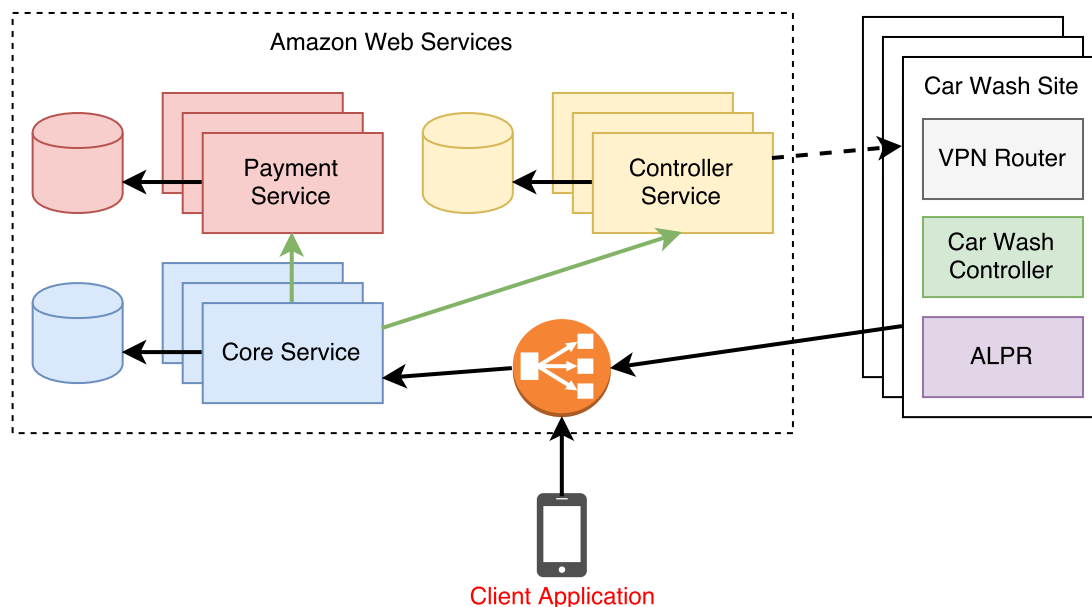 Amazon Web Services
Payment
Service
Controller
Service
Core Service
Car Wash Site
VPN Router
Car Wash
Controller
ALPR
Client Application